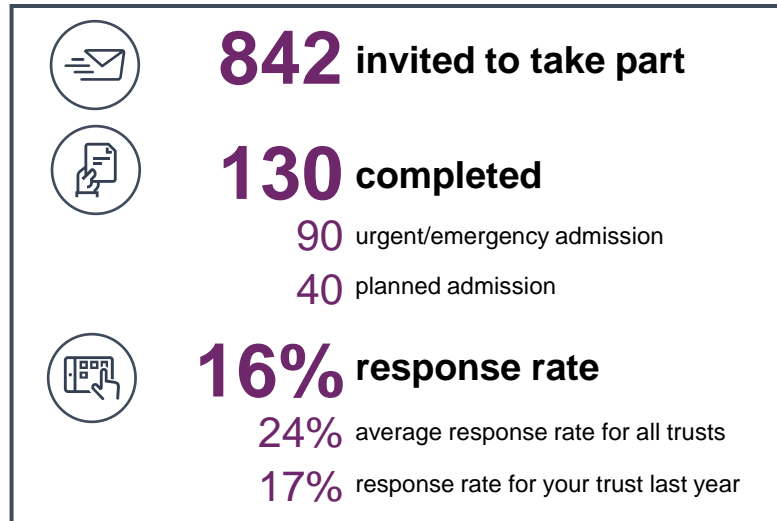 842 invited to take part
130 completed
90 urgent/emergency admission
40 planned admission
16% response rate
24% average response rate for all trusts
17% response rate for your trust last year